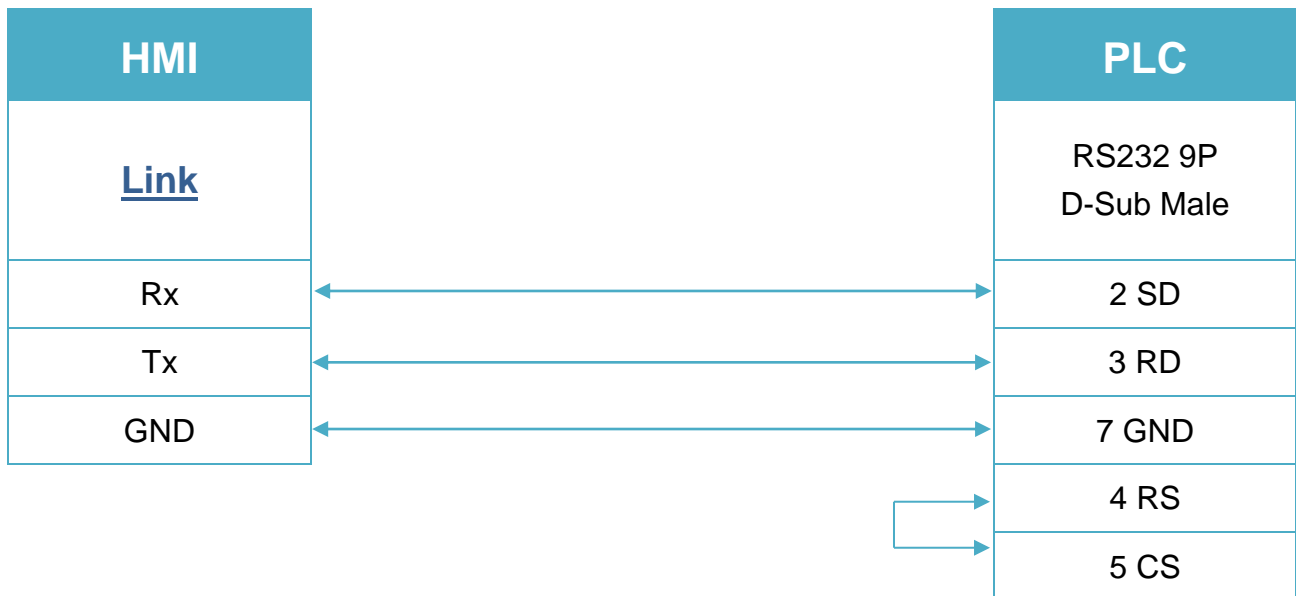 HMI
PLC
Link
RS232 9P
D-Sub Male
Rx
2 SD
Tx
3 RD
GND
7 GND
4 RS
5 CS